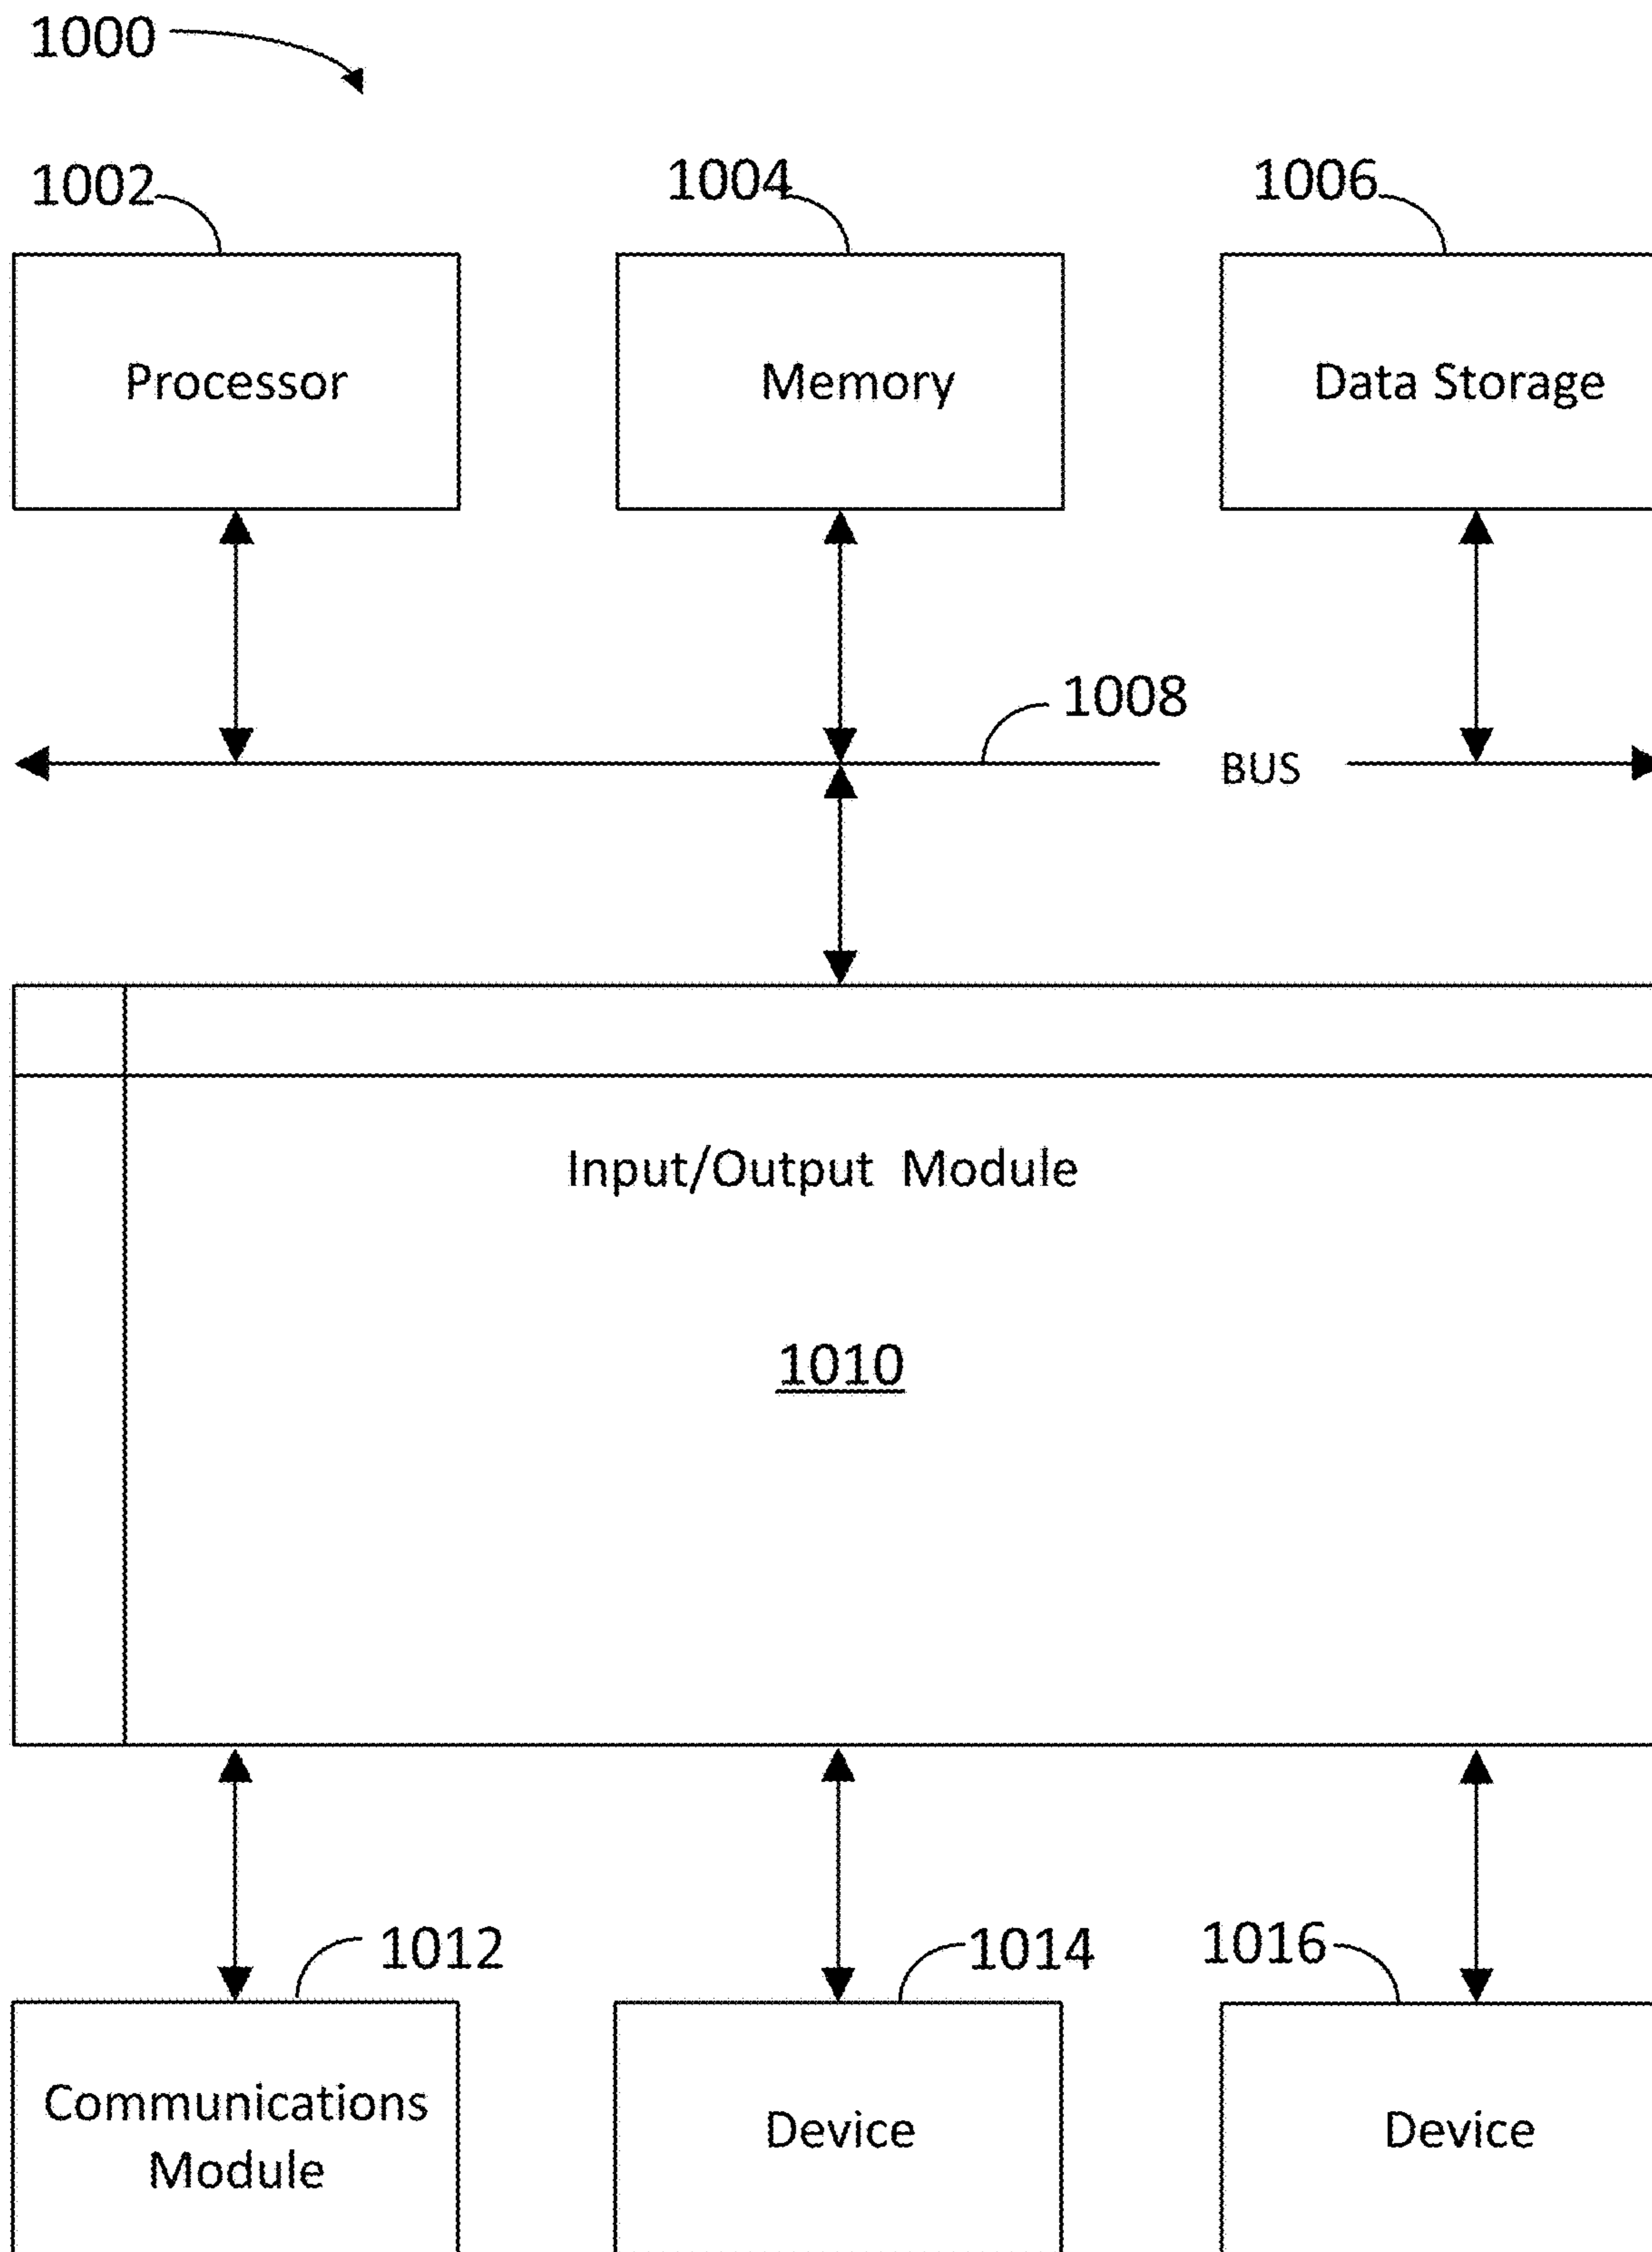 1000
1002
1004
1006
Processor
Memory
Data Storage
1008
BUS
Input/Output Module
1010
1012
1014
1016
Communications
Module
Device
Device